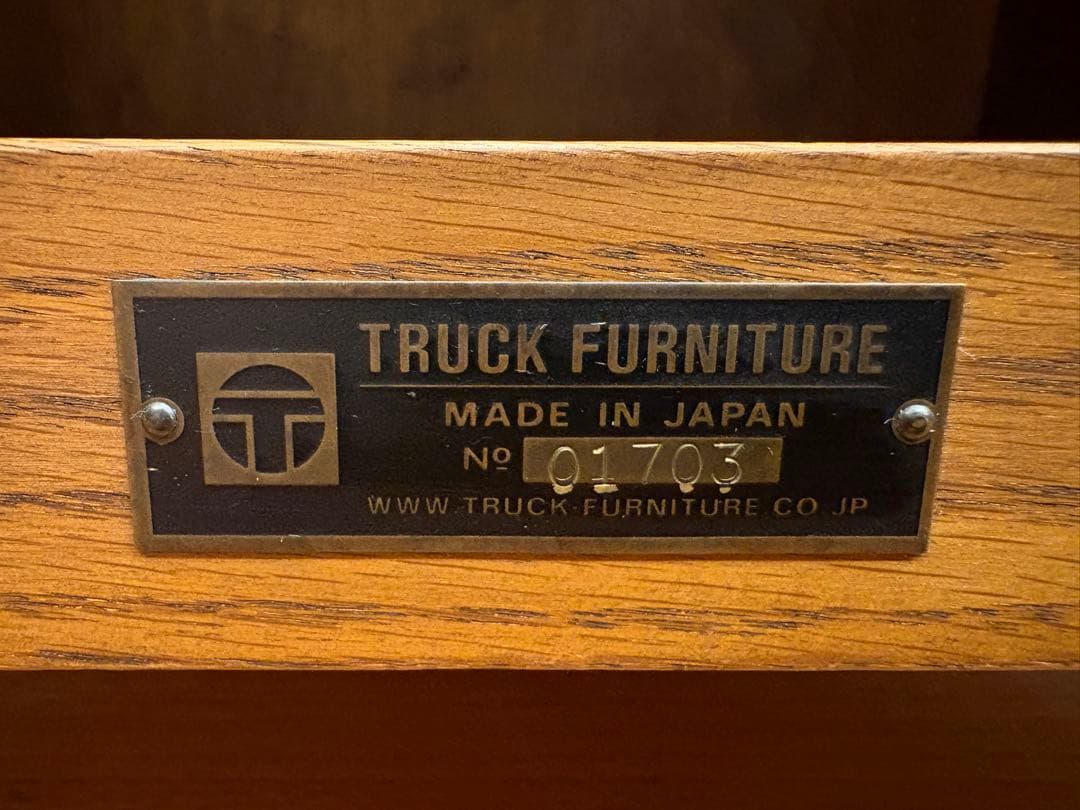 TRUCK FURNITURE
MADE IN JAPAN
Nº 01703
WWW.TRUCK-FURNITURE.CO.JP